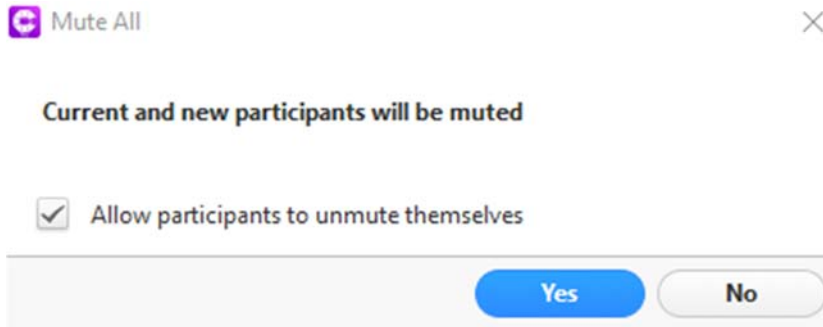 Mute All
Current and new participants will be muted
Allow participants to unmute themselves
Yes No